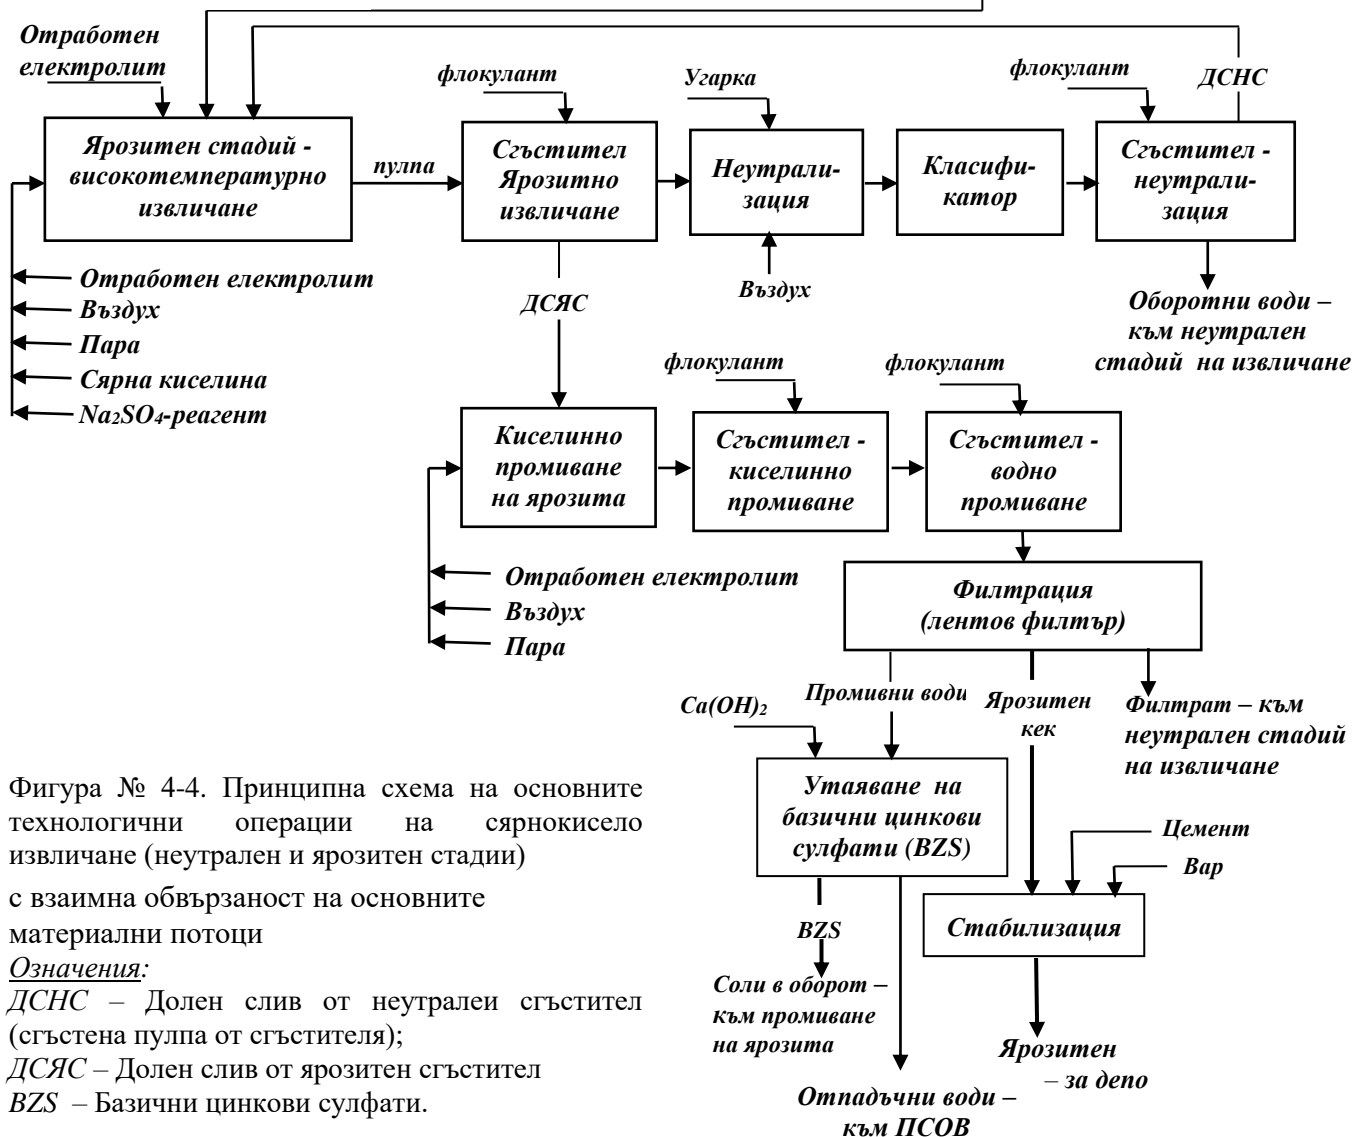 Отработен
електролит
флокулант
Угарка
флокулант
ДСНС
Ярозитен стадий -
високотемпературно
извличане
пулпа
Сгъстител
Ярозитно
извличане
Неутрали-
зация
Класифи-
катор
Сгъстител -
неутрали-
зация
Отработен електролит
Въздух
Пара
Сярна киселина
Na2SO4-реагент
ДСЯС
Въздух
Оборотни води –
към неутрален
стадий на извличане
флокулант
флокулант
Киселинно
промиване
на ярозита
Сгъстител -
киселинно
промиване
Сгъстител -
водно
промиване
Отработен електролит
Въздух
Пара
Филтрация
(лентов филтър)
Ca(OH)2
Промивни води
Ярозитен
кек
Филтрат – към
неутрален стадий
на извличане
Утаяване на
базични цинкови
сулфати (BZS)
Цемент
Вар
Стабилизация
BZS
Соли в оборот –
към промиване
на ярозита
Ярозитен
– за депо
Отпадъчни води –
към ПСОВ
Фигура № 4-4. Принципна схема на основните
технологични операции на сярнокисело
извличане (неутрален и ярозитен стадии)
с взаимна обвързаност на основните
материални потоци
Означения:
ДСНС – Долен слив от неутралеи сгъстител
(сгъстена пулпа от сгъстителя);
ДСЯС – Долен слив от ярозитен сгъстител
BZS – Базични цинкови сулфати.